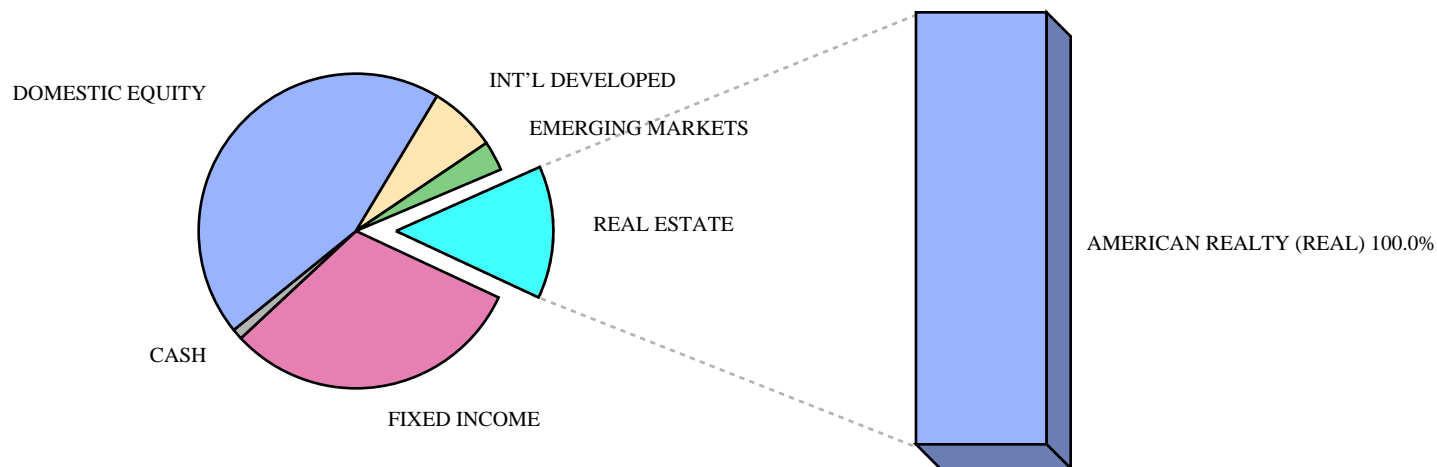 INT'L DEVELOPED
DOMESTIC EQUITY
EMERGING MARKETS
REAL ESTATE
AMERICAN REALTY (REAL) 100.0%
CASH
FIXED INCOME